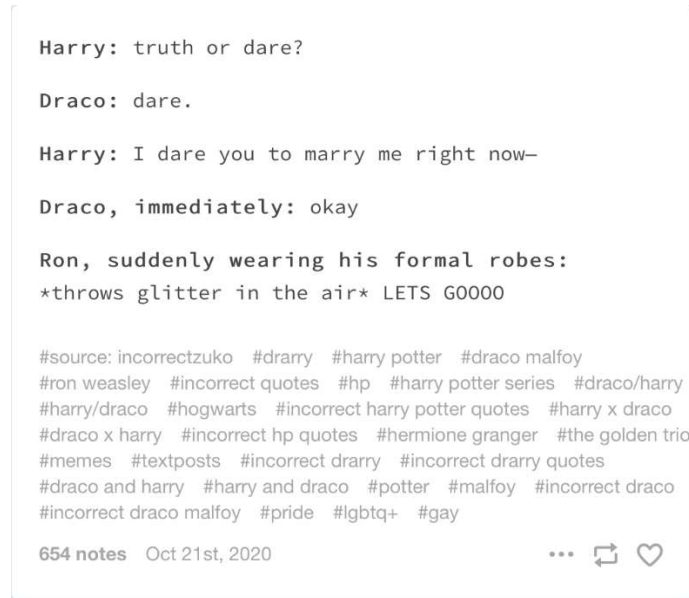 Harry: truth or dare?
Draco: dare.
Harry: I dare you to marry me right now—
Draco, immediately: okay
Ron, suddenly wearing his formal robes:
*throws glitter in the air* LETS GOOOO
#source: incorrectzuko #drarry #harry potter #draco malfoy
#ron weasley #incorrect quotes #hp #harry potter series #draco/harry
#harry/draco #hogwarts #incorrect harry potter quotes #harry x draco
#draco x harry #incorrect hp quotes #hermione granger #the golden trio
#memes #textposts #incorrect drarry #incorrect drarry quotes
#draco and harry #harry and draco #potter #malfoy #incorrect draco
#incorrect draco malfoy #pride #lgbtq+ #gay
654 notes Oct 21st, 2020